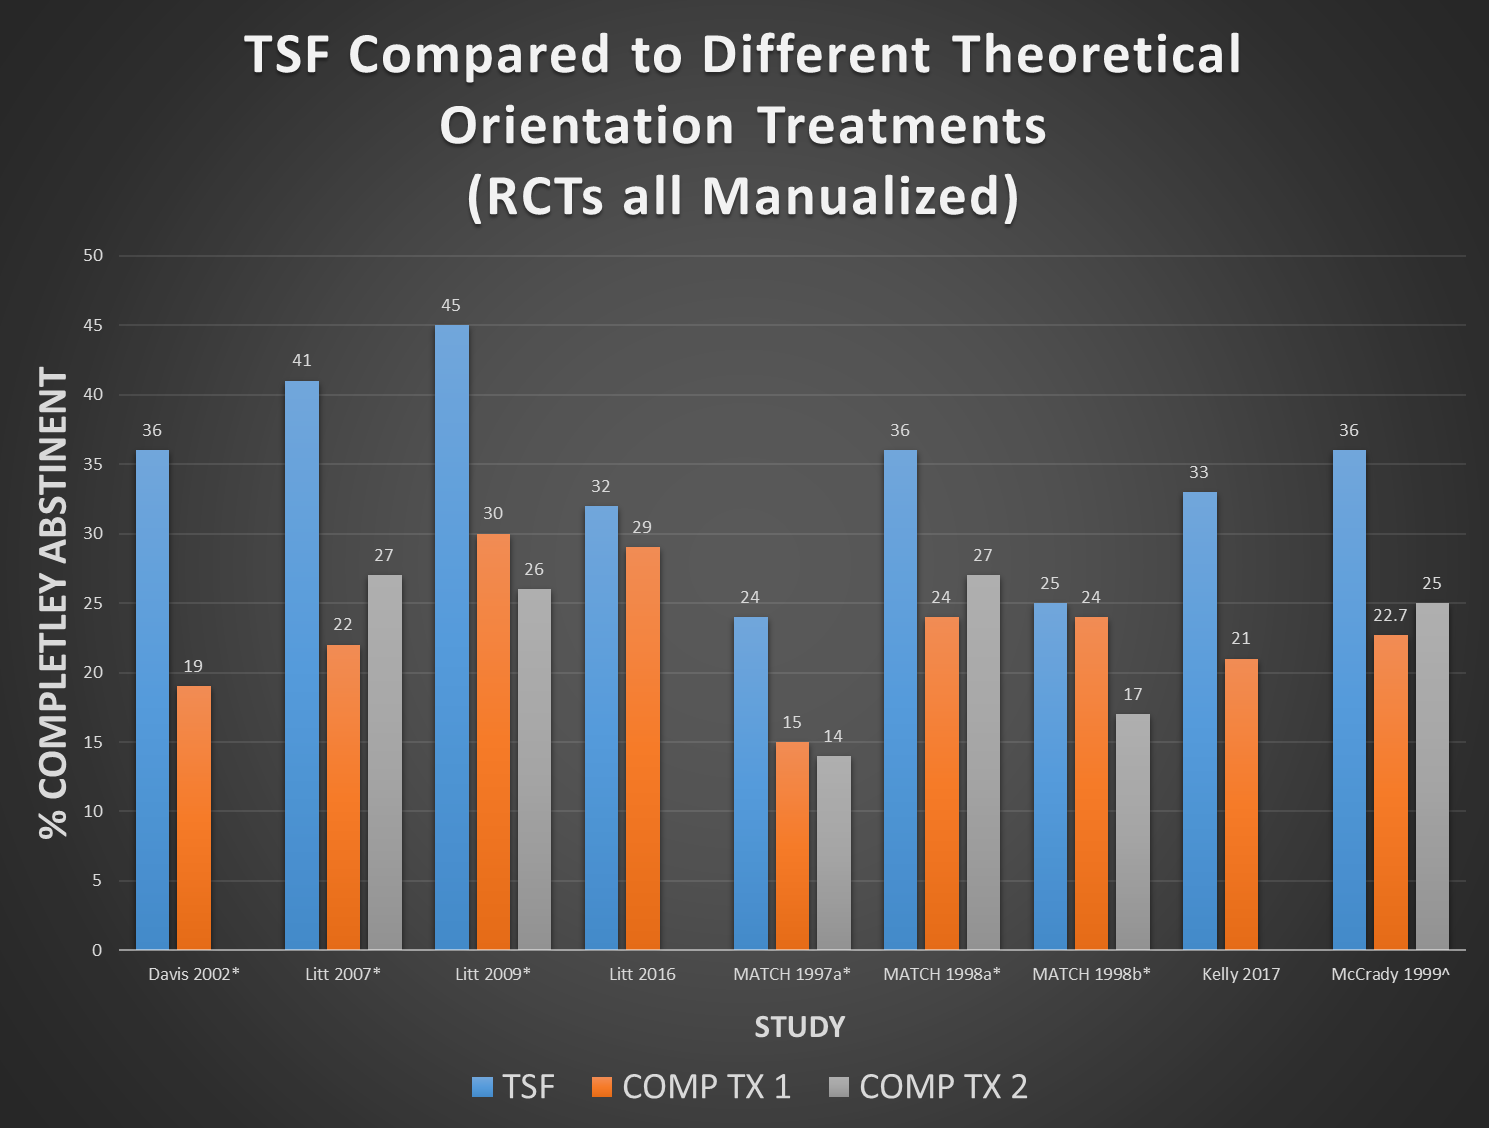 TSF Compared to Different Theoretical
Orientation Treatments
(RCTs all Manualized)
% COMPLETLEY ABSTINENT
50
45
40
35
30
25
20
15
10
5
0
36
19
41
22
27
45
30
26
32
29
24
15
14
36
24
27
25
24
17
33
21
36
22.7
25
Davis 2002*
Litt 2007*
Litt 2009*
Litt 2016
MATCH 1997a*
MATCH 1998a*
MATCH 1998b*
Kelly 2017
McCrady 1999^
STUDY
TSF
COMP TX 1
COMP TX 2